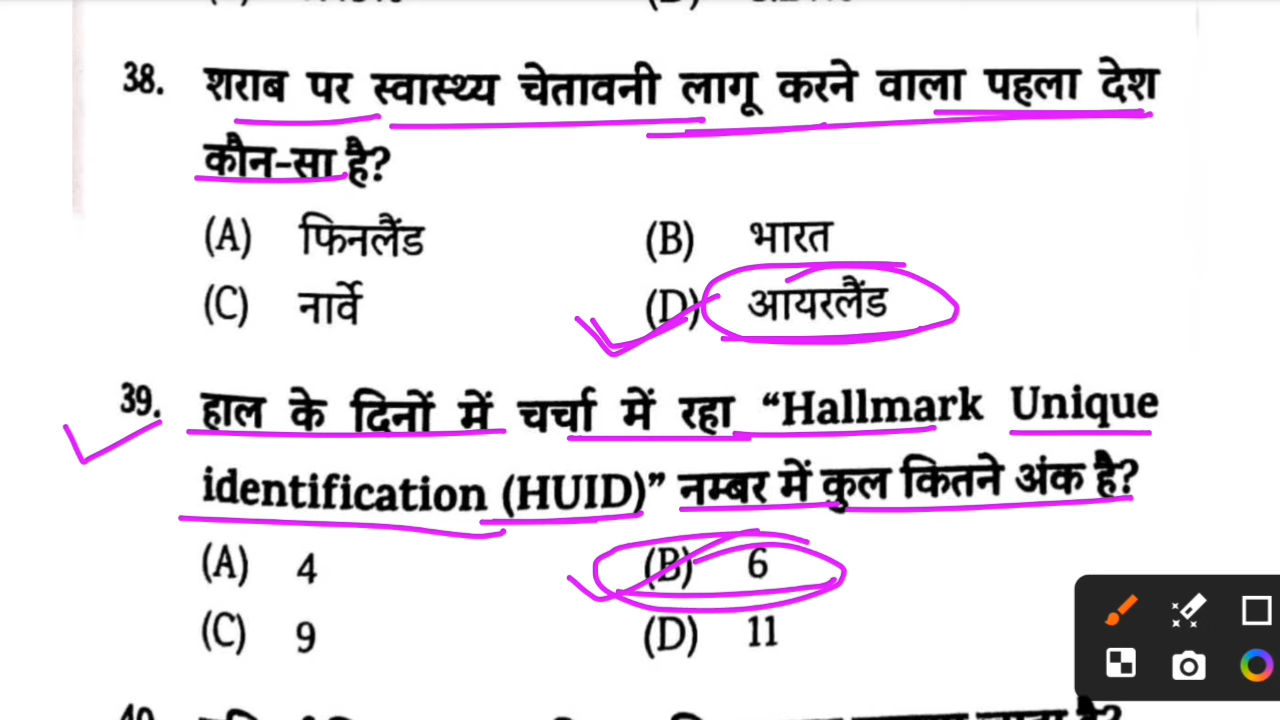 38. शराब पर स्वास्थ्य चेतावनी लागू करने वाला पहला देश
कौन-सा है?
(A) फिनलैंड (B) भारत
(C) नार्वे (D) आयरलैंड
39. हाल के दिनों में चर्चा में रहा “Hallmark Unique
identification (HUID)” नम्बर में कुल कितने अंक है?
(A) 4 (B) 6
(C) 9 (D) 11